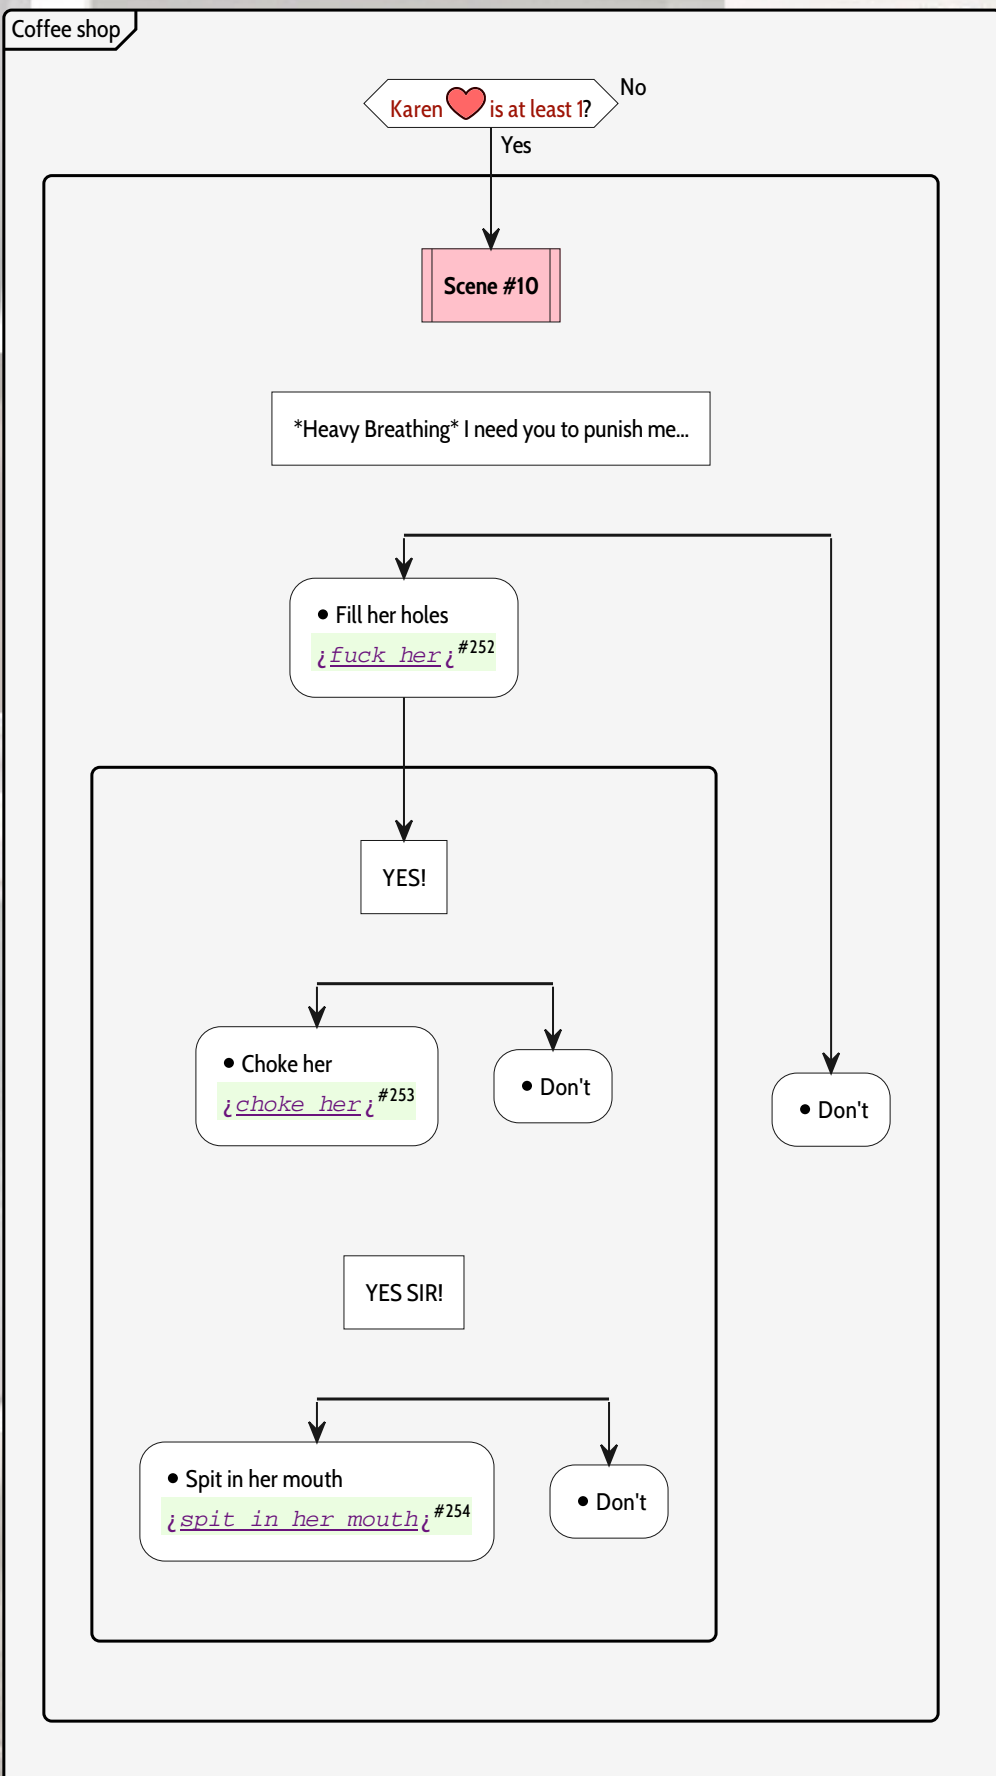 Coffee shop
Karen ❤ is at least 1?
No
Yes
Scene #10
*Heavy Breathing* I need you to punish me...
• Fill her holes
¿fuck her¿#252
YES!
• Choke her
¿choke her¿#253
• Don't
• Don't
YES SIR!
• Spit in her mouth
¿spit in her mouth¿#254
• Don't